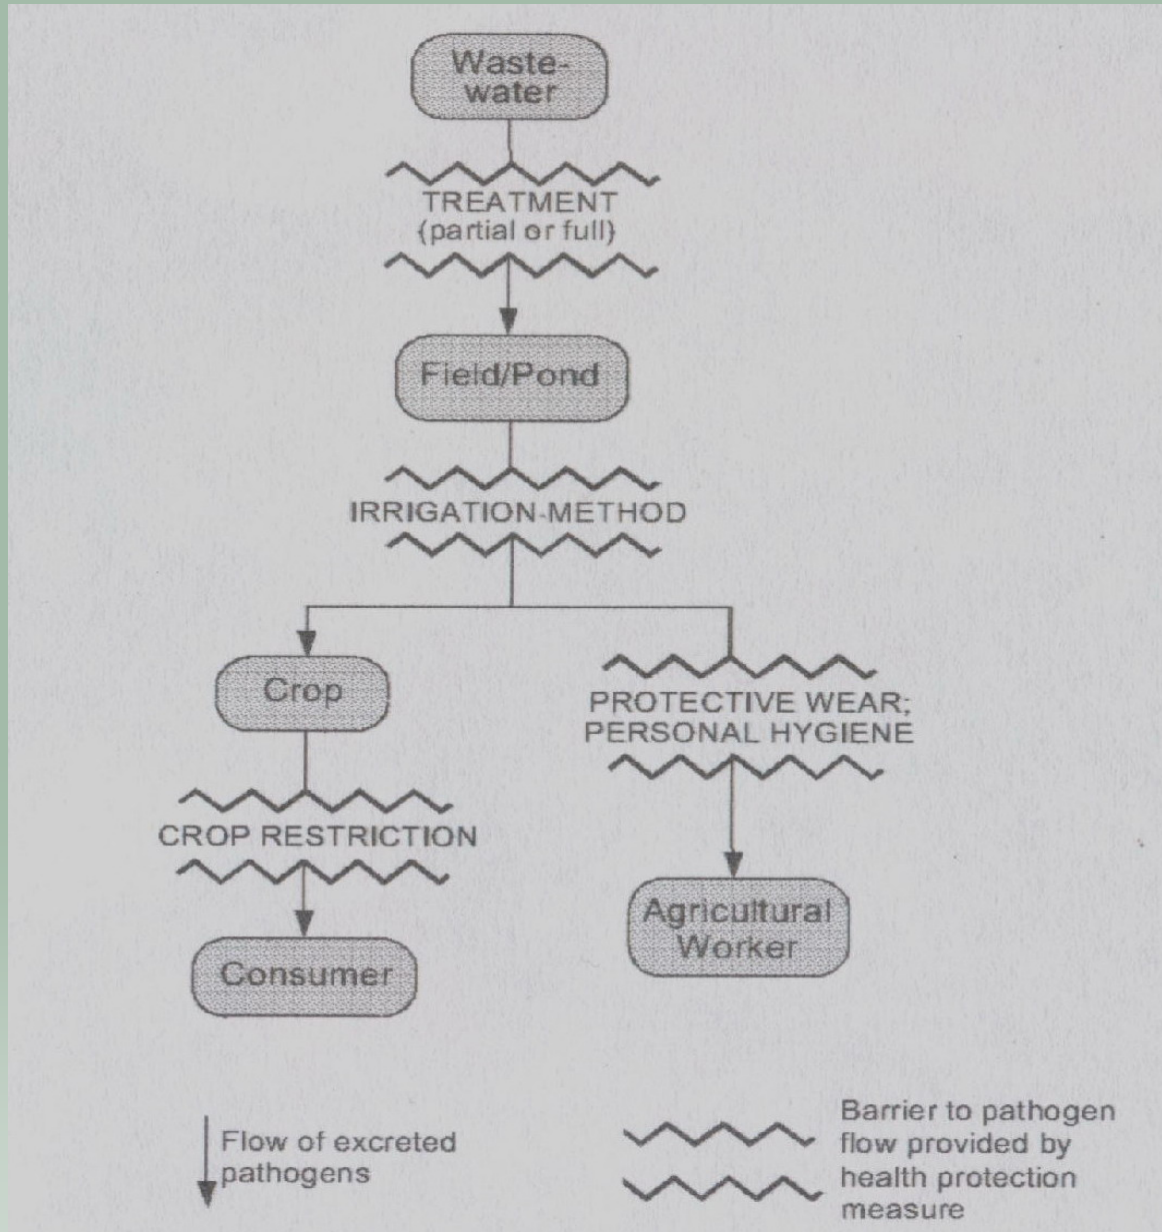 Waste-
water
TREATMENT
(partial or full)
Field/Pond
IRRIGATION-METHOD
Crop
PROTECTIVE WEAR;
PERSONAL HYGIENE
CROP RESTRICTION
Agricultural
Worker
Consumer
Flow of excreted
pathogens
Barrier to pathogen
flow provided by
health protection
measure